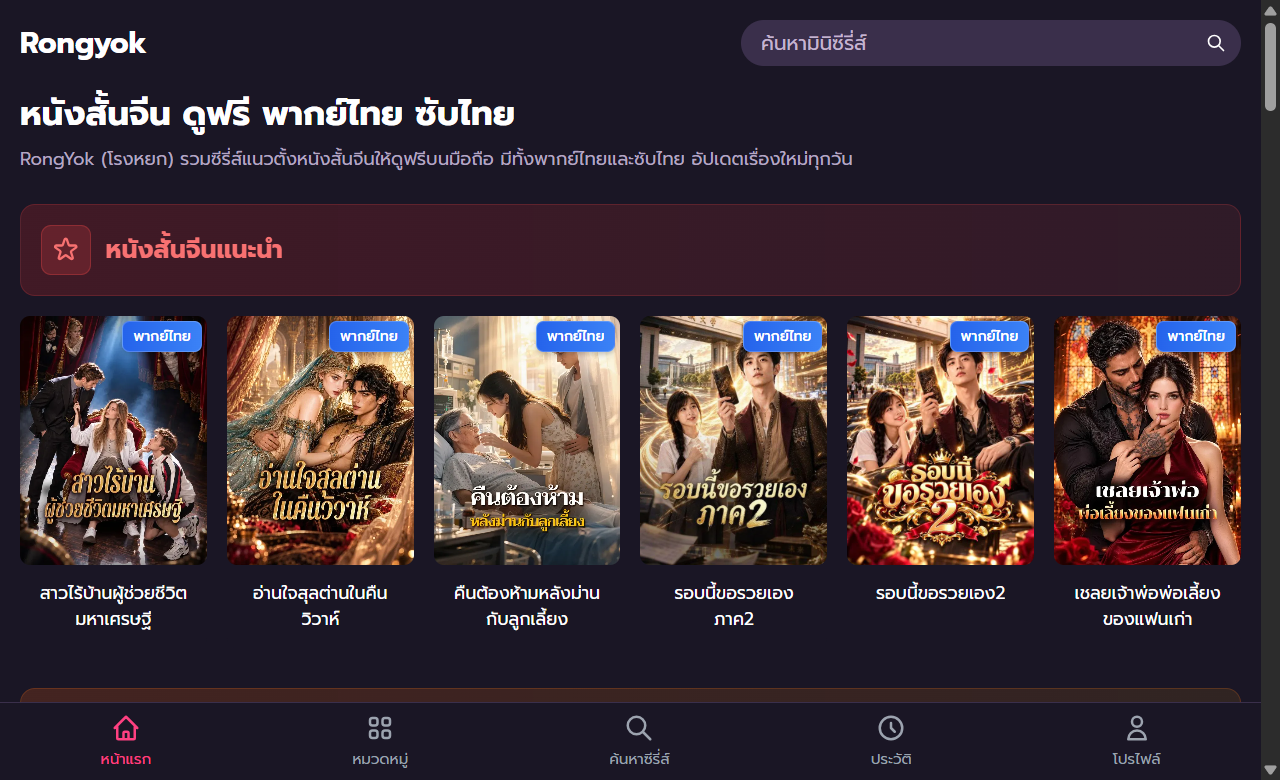 Rongyok
ค้นหามินิซีรี่ส์
หนังสั้นจีน ดูฟรี พากย์ไทย ซับไทย
RongYok (โรงหยก) รวมซีรี่ส์แนวตั้งหนังสั้นจีนให้ดูฟรีบนมือถือ มีทั้งพากย์ไทยและซับไทย อัปเดตเรื่องใหม่ทุกวัน
หนังสั้นจีนแนะนำ
พากย์ไทย
สาวไร้บ้าน
ผู้ช่วยชีวิตมหาเศรษฐี
สาวไร้บ้านผู้ช่วยชีวิต
มหาเศรษฐี
พากย์ไทย
อ่านใจสุลต่าน
ในคืนวิวาห์
อ่านใจสุลต่านในคืน
วิวาห์
พากย์ไทย
คืนต้องห้าม
หลังม่านกับลูกเลี้ยง
คืนต้องห้ามหลังม่าน
กับลูกเลี้ยง
พากย์ไทย
รอบนี้ขอรวยเอง
ภาค2
รอบนี้ขอรวยเอง
ภาค2
พากย์ไทย
รอบนี้
ขอรวยเอง
2
รอบนี้ขอรวยเอง2
พากย์ไทย
เชลยเจ้าพ่อ
พ่อเลี้ยงของแฟนเก่า
เชลยเจ้าพ่อพ่อเลี้ยง
ของแฟนเก่า
หน้าแรก
หมวดหมู่
ค้นหาซีรี่ส์
ประวัติ
โปรไฟล์